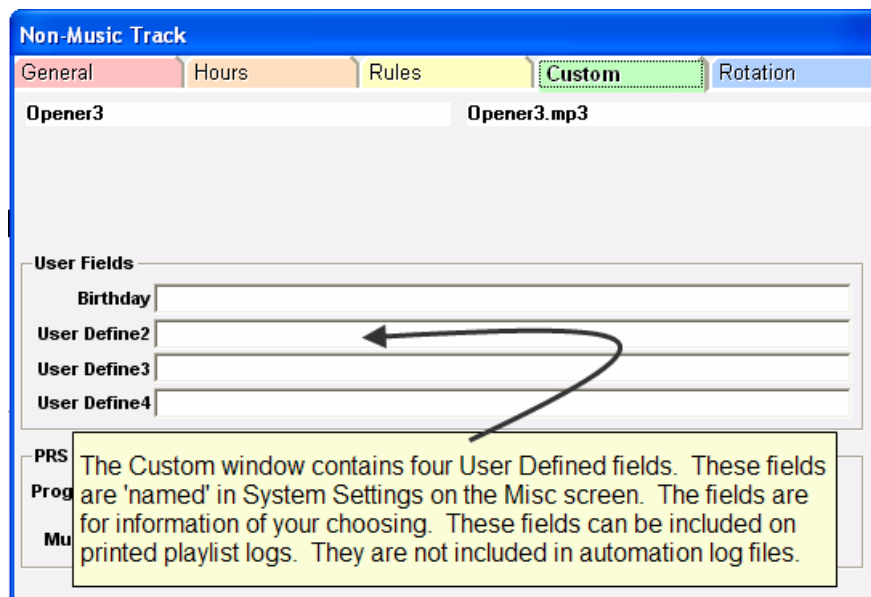 Non-Music Track
General Hours Rules Custom Rotation
Opener3 Opener3.mp3
User Fields
Birthday
User Define2
User Define3
User Define4
PRS
The Custom window contains four User Defined fields. These fields
are 'named' in System Settings on the Misc screen. The fields are
for information of your choosing. These fields can be included on
printed playlist logs. They are not included in automation log files.